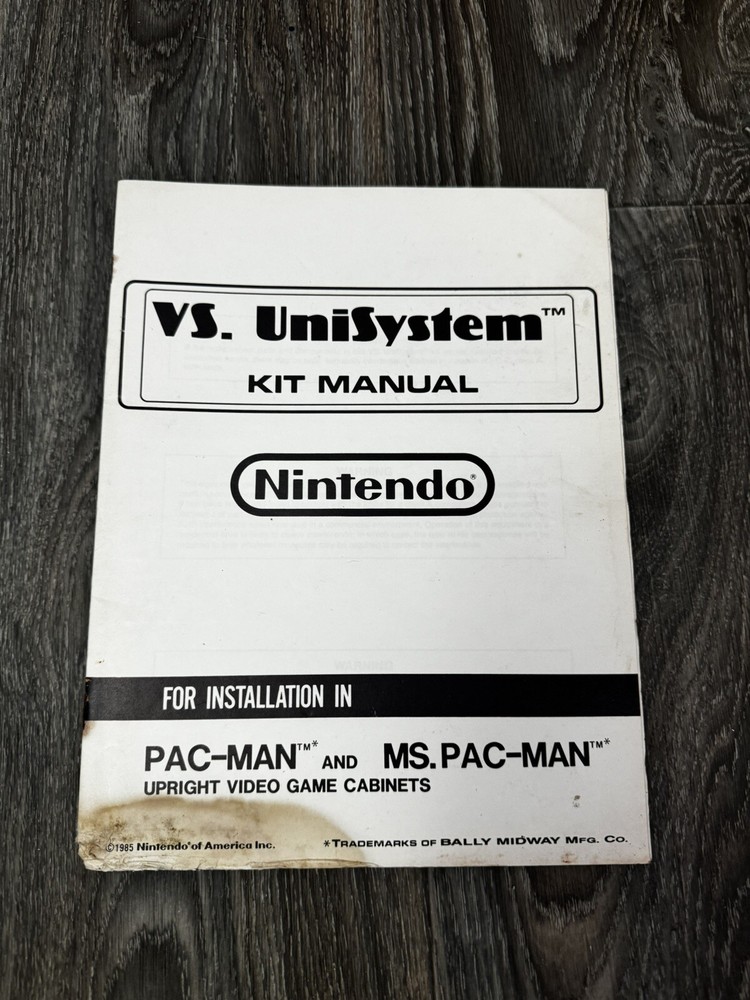 VS. UniSystem™
KIT MANUAL
Nintendo®
FOR INSTALLATION IN
PAC-MAN™* AND MS. PAC-MAN™*
UPRIGHT VIDEO GAME CABINETS
©1985 Nintendo® of America Inc. *TRADEMARKS OF BALLY MIDWAY MFG. CO.